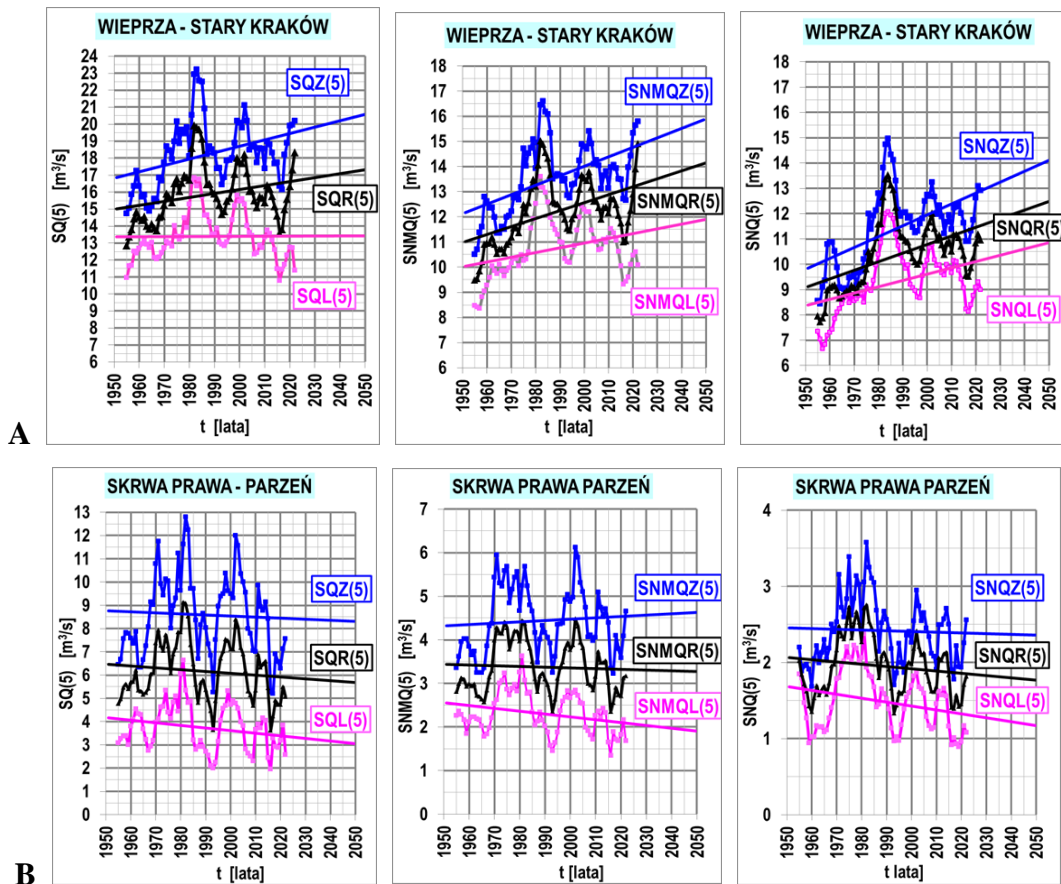 WIEPRZA - STARY KRAKÓW
SQ(5) [m³/s]
24
23
22
21
20
19
18
17
16
15
14
13
12
11
10
9
8
7
6
SQZ(5)
SQR(5)
SQL(5)
1950 1960 1970 1980 1990 2000 2010 2020 2030 2040 2050
t [lata]
WIEPRZA - STARY KRAKÓW
SNMQ(5) [m³/s]
18
17
16
15
14
13
12
11
10
9
8
7
6
SNMQZ(5)
SNMQR(5)
SNMQL(5)
1950 1960 1970 1980 1990 2000 2010 2020 2030 2040 2050
t [lata]
WIEPRZA - STARY KRAKÓW
SNQ(5) [m³/s]
18
17
16
15
14
13
12
11
10
9
8
7
6
SNQZ(5)
SNQR(5)
SNQL(5)
1950 1960 1970 1980 1990 2000 2010 2020 2030 2040 2050
t [lata]
A
SKRWA PRAWA - PARZEŃ
SQ(5) [m³/s]
13
12
11
10
9
8
7
6
5
4
3
2
1
0
SQZ(5)
SQR(5)
SQL(5)
1950 1960 1970 1980 1990 2000 2010 2020 2030 2040 2050
t [lata]
SKRWA PRAWA PARZEŃ
SNMQ(5) [m³/s]
7
6
5
4
3
2
1
0
SNMQZ(5)
SNMQR(5)
SNMQL(5)
1950 1960 1970 1980 1990 2000 2010 2020 2030 2040 2050
t lata]
SKRWA PRAWA PARZEŃ
SNQ(5) [m³/s]
4
3
2
1
0
SNQZ(5)
SNQR(5)
SNQL(5)
1950 1960 1970 1980 1990 2000 2010 2020 2030 2040 2050
t [lata]
B